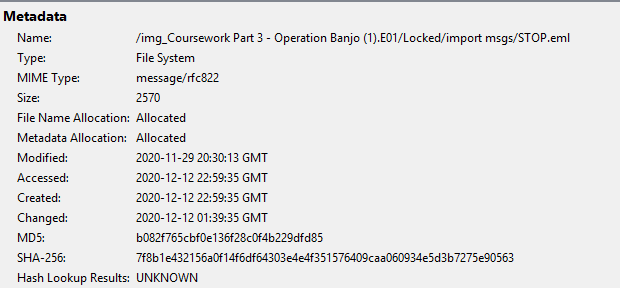 Metadata
Name: /img_Coursework Part 3 - Operation Banjo (1).E01/Locked/import msgs/STOP.eml
Type: File System
MIME Type: message/rfc822
Size: 2570
File Name Allocation: Allocated
Metadata Allocation: Allocated
Modified: 2020-11-29 20:30:13 GMT
Accessed: 2020-12-12 22:59:35 GMT
Created: 2020-12-12 22:59:35 GMT
Changed: 2020-12-12 01:39:35 GMT
MD5: b082f765cbf0e136f28c0f4b229dfd85
SHA-256: 7f8b1e432156a0f14f6df64303e4e4f351576409caa060934e5d3b7275e90563
Hash Lookup Results: UNKNOWN